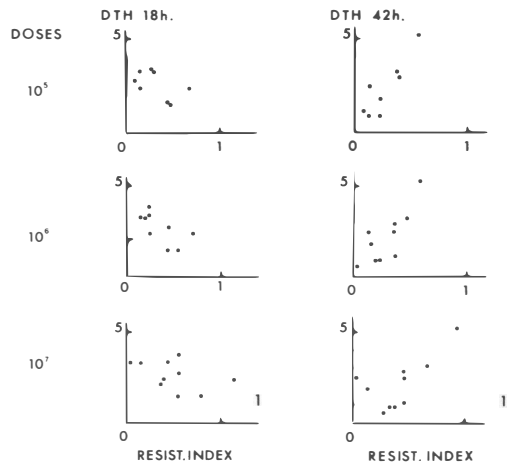 DTH 18h. DTH 42h.
DOSES
5 5
10⁵
0 1 0 1
5 5
10⁶
0 1 0 1
5 5
10⁷
1 1
0 0
RESIST. INDEX RESIST. INDEX